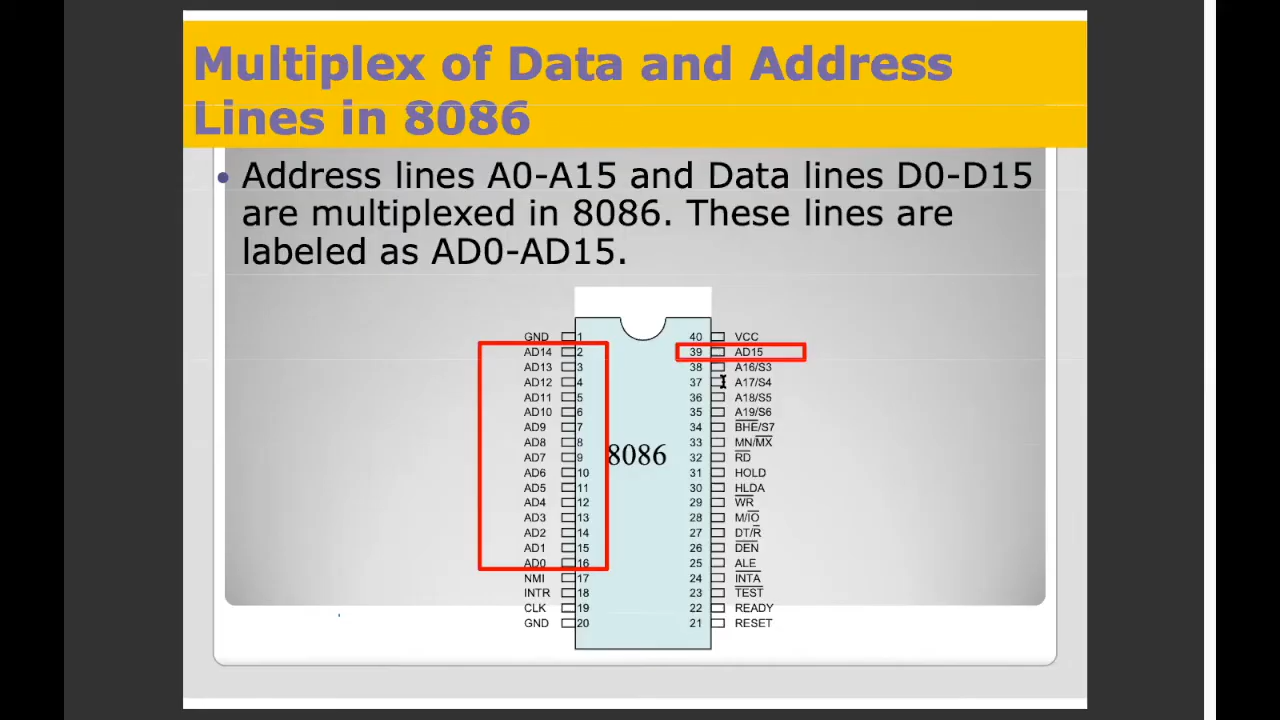 Multiplex of Data and Address
Lines in 8086
• Address lines A0-A15 and Data lines D0-D15
are multiplexed in 8086. These lines are
labeled as AD0-AD15.
GND 1 40 VCC
AD14 2 39 AD15
AD13 3 38 A16/S3
AD12 4 37 A17/S4
AD11 5 36 A18/S5
AD10 6 35 A19/S6
AD9 7 34 BHE/S7
AD8 8 33 MN/MX
AD7 9 8086 32 RD
AD6 10 31 HOLD
AD5 11 30 HLDA
AD4 12 29 WR
AD3 13 28 M/IO
AD2 14 27 DT/R
AD1 15 26 DEN
AD0 16 25 ALE
NMI 17 24 INTA
INTR 18 23 TEST
CLK 19 22 READY
GND 20 21 RESET